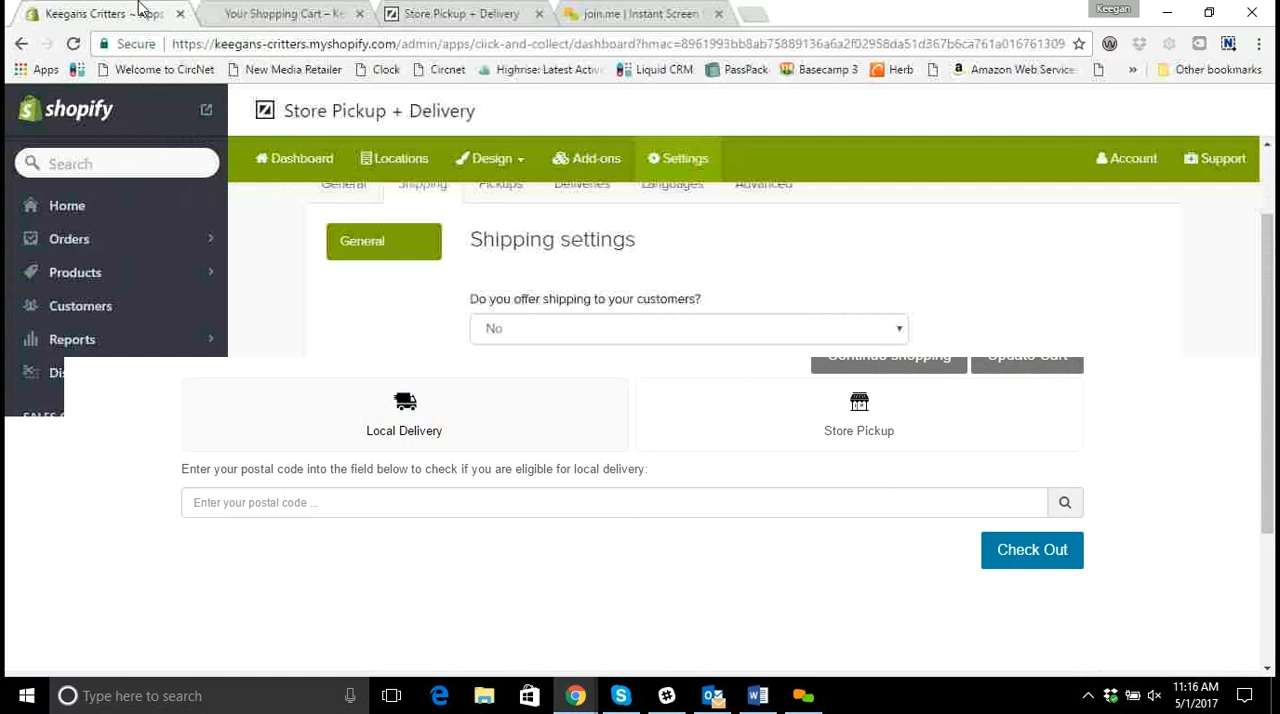 Keegans Critters ~ Apps
Your Shopping Cart – Ke
Store Pickup + Delivery
join.me | Instant Screen
Keegan
Secure
https://keegans-critters.myshopify.com/admin/apps/click-and-collect/dashboard?hmac=8961993bb8ab75889136a6a2f02958da51d367b6ca761a016761309
Apps
Welcome to CircNet
New Media Retailer
Clock
Circnet
Highrise: Latest Activ
Liquid CRM
PassPack
Basecamp 3
Herb
Amazon Web Service
»
Other bookmarks
shopify
Store Pickup + Delivery
Search
Dashboard
Locations
Design
Add-ons
Settings
Account
Support
General
Shipping
Pickups
Deliveries
Languages
Advanced
Home
Orders
Products
Customers
Reports
Di
General
Shipping settings
Do you offer shipping to your customers?
No
Continue Shopping
Update Cart
Local Delivery
Store Pickup
Enter your postal code into the field below to check if you are eligible for local delivery:
Enter your postal code ...
Check Out
Type here to search
11:16 AM
5/1/2017